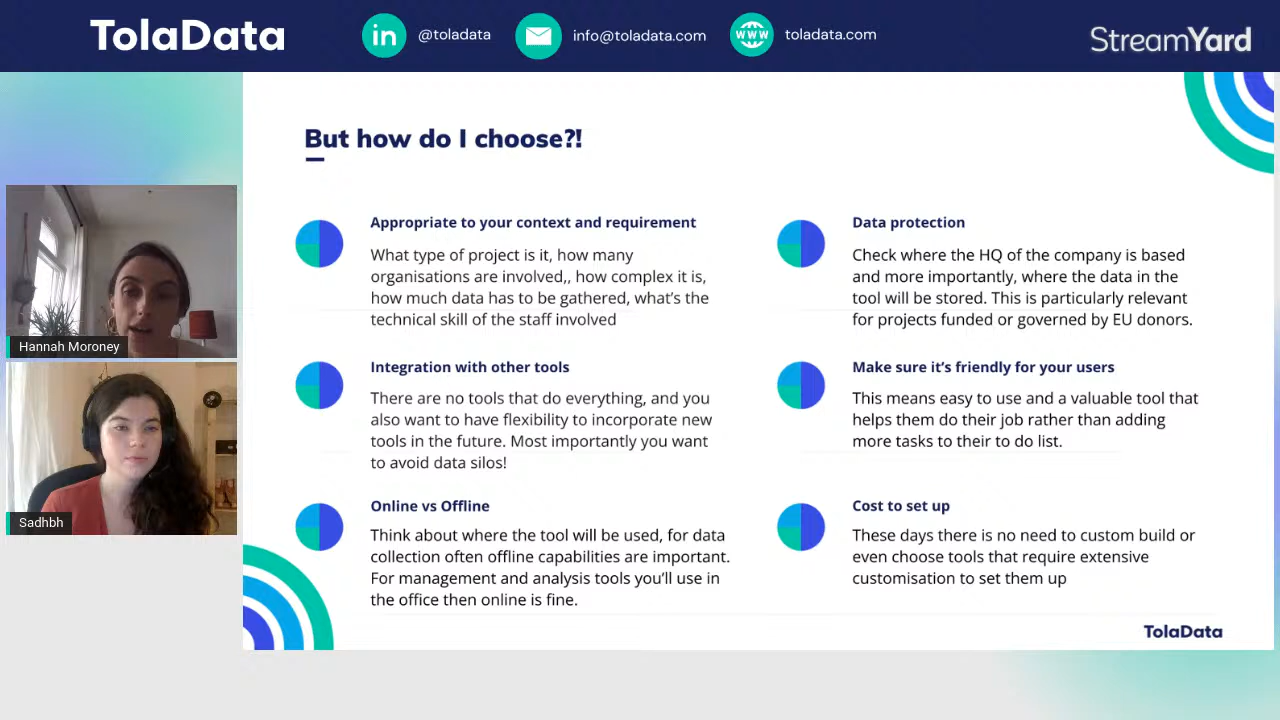 TolaData
@toladata
info@toladata.com
WWW
toladata.com
StreamYard
But how do I choose?!
Appropriate to your context and requirement
What type of project is it, how many
organisations are involved,, how complex it is,
how much data has to be gathered, what's the
technical skill of the staff involved
Integration with other tools
There are no tools that do everything, and you
also want to have flexibility to incorporate new
tools in the future. Most importantly you want
to avoid data silos!
Online vs Offline
Think about where the tool will be used, for data
collection often offline capabilities are important.
For management and analysis tools you'll use in
the office then online is fine.
Data protection
Check where the HQ of the company is based
and more importantly, where the data in the
tool will be stored. This is particularly relevant
for projects funded or governed by EU donors.
Make sure it's friendly for your users
This means easy to use and a valuable tool that
helps them do their job rather than adding
more tasks to their to do list.
Cost to set up
These days there is no need to custom build or
even choose tools that require extensive
customisation to set them up
TolaData
Hannah Moroney
Sadhbh